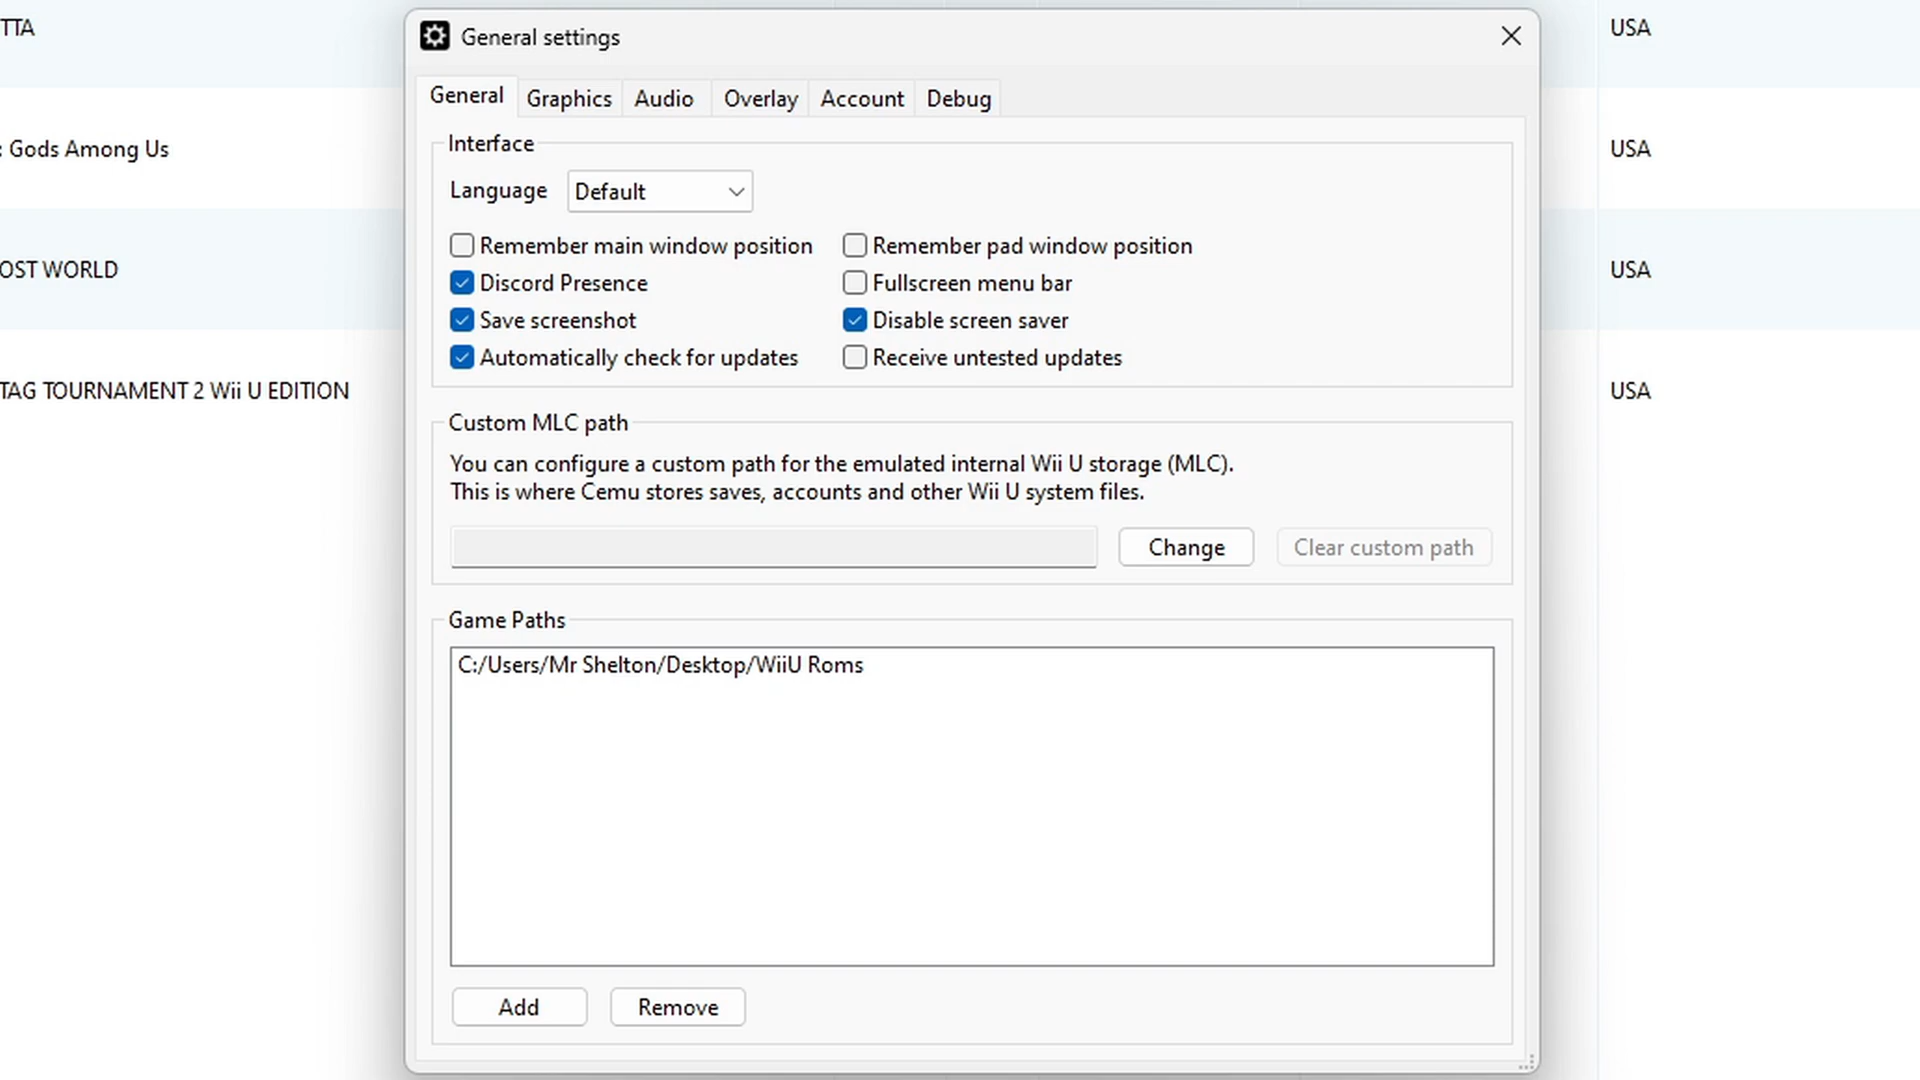 TTA
: Gods Among Us
OST WORLD
TAG TOURNAMENT 2 Wii U EDITION
General settings
General
Graphics
Audio
Overlay
Account
Debug
Interface
Language
Default
Remember main window position
Remember pad window position
Discord Presence
Fullscreen menu bar
Save screenshot
Disable screen saver
Automatically check for updates
Receive untested updates
Custom MLC path
You can configure a custom path for the emulated internal Wii U storage (MLC).
This is where Cemu stores saves, accounts and other Wii U system files.
Change
Clear custom path
Game Paths
C:/Users/Mr Shelton/Desktop/WiiU Roms
Add
Remove
USA
USA
USA
USA